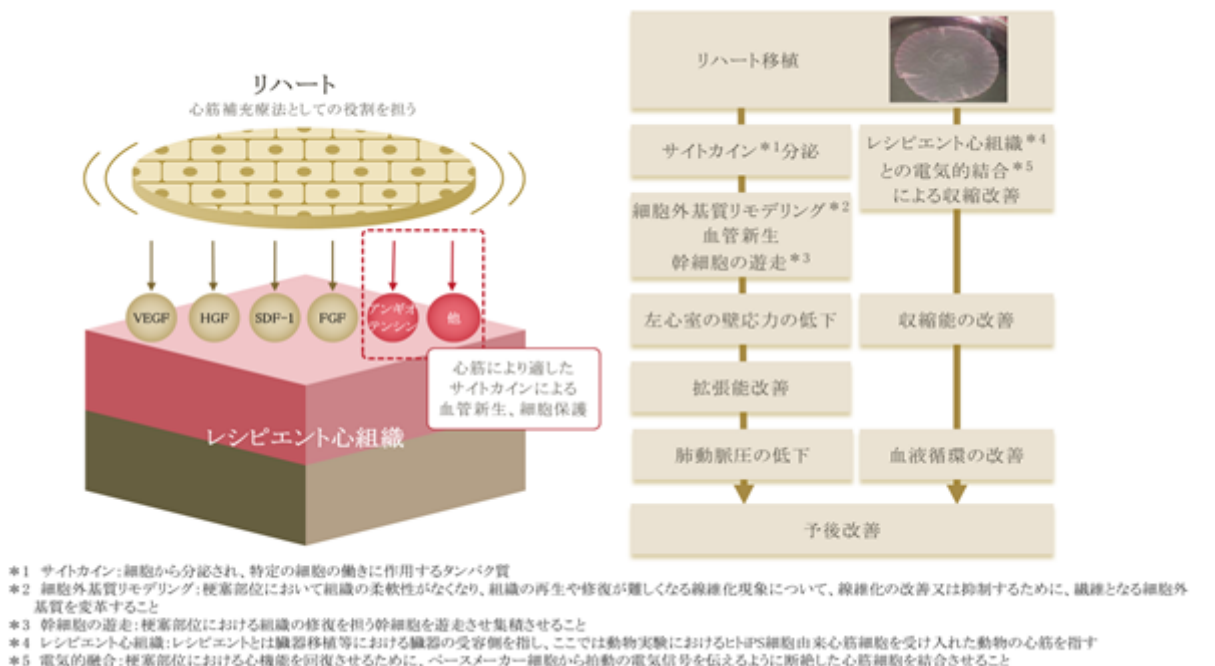 リハート
心筋補充療法としての役割を担う
VEGF
HGF
SDF-1
FGF
アンギオ
テンシン
他
心筋により適した
サイトカインによる
血管新生、細胞保護
レシピエント心組織
リハート移植
サイトカイン*1分泌
細胞外基質リモデリング*2
血管新生
幹細胞の遊走*3
左心室の壁応力の低下
拡張能改善
肺動脈圧の低下
レシピエント心組織*4
との電気的結合*5
による収縮改善
収縮能の改善
血液循環の改善
予後改善
*1 サイトカイン:細胞から分泌され、特定の細胞の働きに作用するタンパク質
*2 細胞外基質リモデリング:梗塞部位において組織の柔軟性がなくなり、組織の再生や修復が難しくなる線維化現象について、線維化の改善又は抑制するために、繊維となる細胞外
基質を変革すること
*3 幹細胞の遊走:梗塞部位における組織の修復を担う幹細胞を遊走させ集積させること
*4 レシピエント心組織:レシピエントとは臓器移植等における臓器の受容側を指し、ここでは動物実験におけるヒトiPS細胞由来心筋細胞を受け入れた動物の心筋を指す
*5 電気的融合:梗塞部位における心機能を回復させるために、ペースメーカー細胞から拍動の電気信号を伝えるように断絶した心筋細胞を結合させること